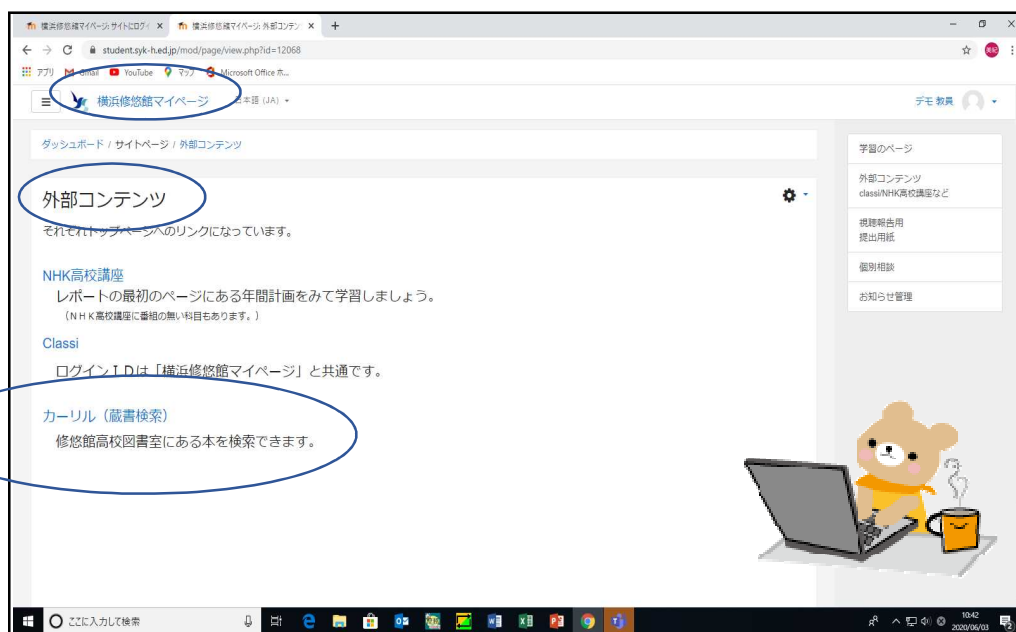 横浜修悠館マイページ: サイトにログイ
横浜修悠館マイページ: 外部コンテンツ
student.syk-h.ed.jp/mod/page/view.php?id=12068
美紀
アプリ
Gmail
YouTube
マップ
Microsoft Office ホ...
横浜修悠館マイページ
日本語 (JA)
デモ 教員
ダッシュボード / サイトページ / 外部コンテンツ
外部コンテンツ
それぞれトップページへのリンクになっています。
NHK高校講座
レポートの最初のページにある年間計画をみて学習しましょう。
（ＮＨＫ高校講座に番組の無い科目もあります。）
Classi
ログインＩＤは「横浜修悠館マイページ」と共通です。
カーリル（蔵書検索）
修悠館高校図書室にある本を検索できます。
学習のページ
外部コンテンツ
classi/NHK高校講座など
視聴報告用
提出用紙
個別相談
お知らせ管理
ここに入力して検索
10:42
2020/06/03